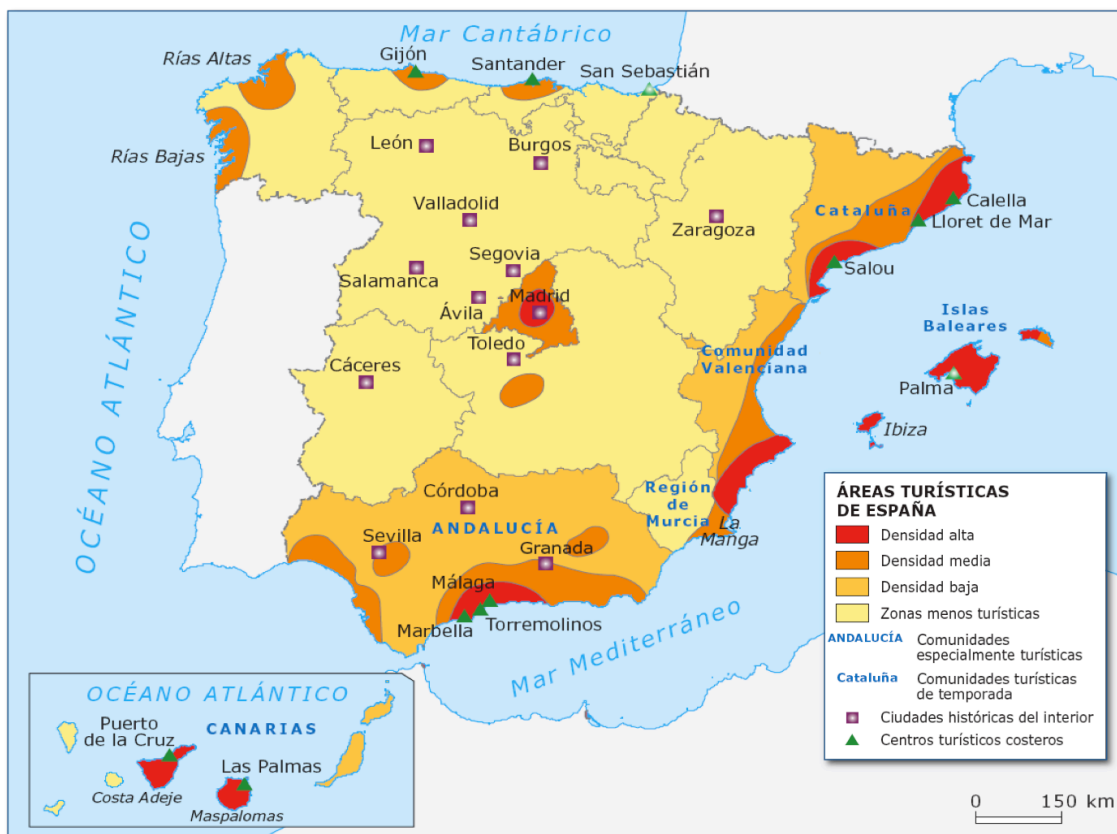 Mar Cantábrico
Rías Altas
Gijón
Santander
San Sebastián
León
Burgos
Rías Bajas
Calella
Cataluña
Lloret de Mar
Valladolid
Zaragoza
Segovia
Salamanca
Salou
Ávila
Madrid
Islas
Baleares
OCÉANO ATLÁNTICO
Toledo
Comunidad
Valenciana
Cáceres
Palma
Ibiza
Córdoba
Región
de
Murcia
ANDALUCÍA
La
Manga
Sevilla
Granada
Málaga
Marbella
Torremolinos
Mar Mediterráneo
OCÉANO ATLÁNTICO
Puerto
de la Cruz
CANARIAS
Las Palmas
Costa Adeje
Maspalomas
ÁREAS TURÍSTICAS
DE ESPAÑA
Densidad alta
Densidad media
Densidad baja
Zonas menos turísticas
ANDALUCÍA Comunidades
especialmente turísticas
Cataluña Comunidades turísticas
de temporada
Ciudades históricas del interior
Centros turísticos costeros
0 150 km